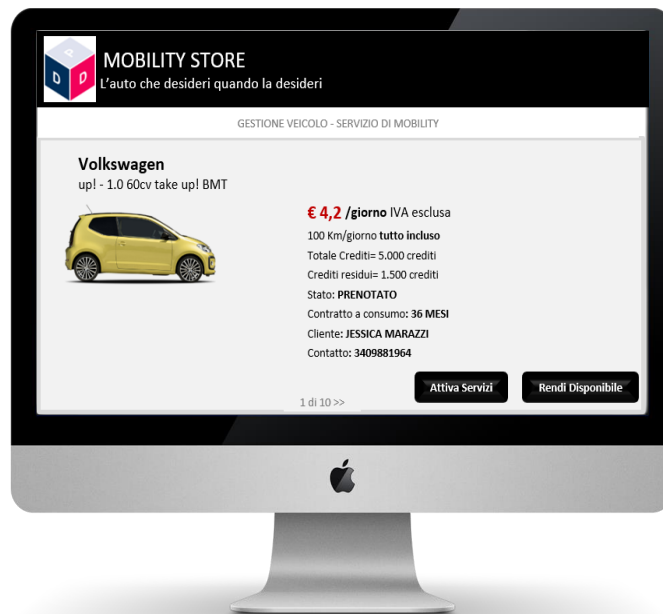 D
D
D
MOBILITY STORE
L'auto che desideri quando la desideri
GESTIONE VEICOLO - SERVIZIO DI MOBILITY
Volkswagen
up! - 1.0 60cv take up! BMT
€ 4,2 /giorno IVA esclusa
100 Km/giorno tutto incluso
Totale Crediti= 5.000 crediti
Crediti residui= 1.500 crediti
Stato: PRENOTATO
Contratto a consumo: 36 MESI
Cliente: JESSICA MARAZZI
Contatto: 3409881964
Attiva Servizi
Rendi Disponibile
1 di 10 >>